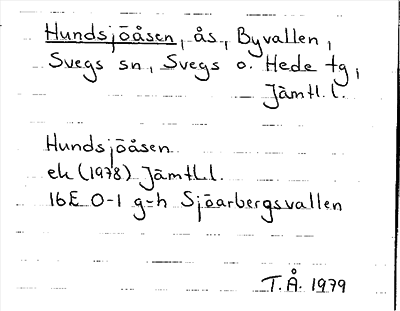 Hundsjöåsen, ås, Byvallen,
Svegs sn, Svegs o. Hede tg,
Jämtl. l.
Hundsjöåsen
ek (1978) Jämtl.l.
16E 0-1 g-h Sjöarbergsvallen
T.Å. 1979